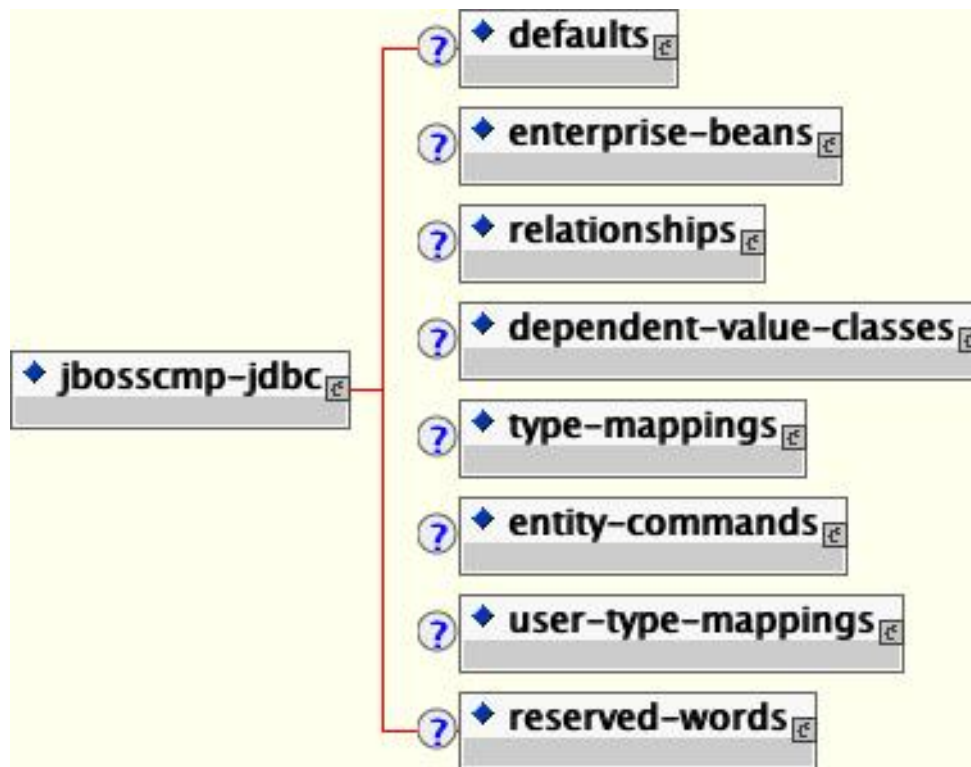 defaults
enterprise-beans
relationships
dependent-value-classes
jbosscmp-jdbc
type-mappings
entity-commands
user-type-mappings
reserved-words